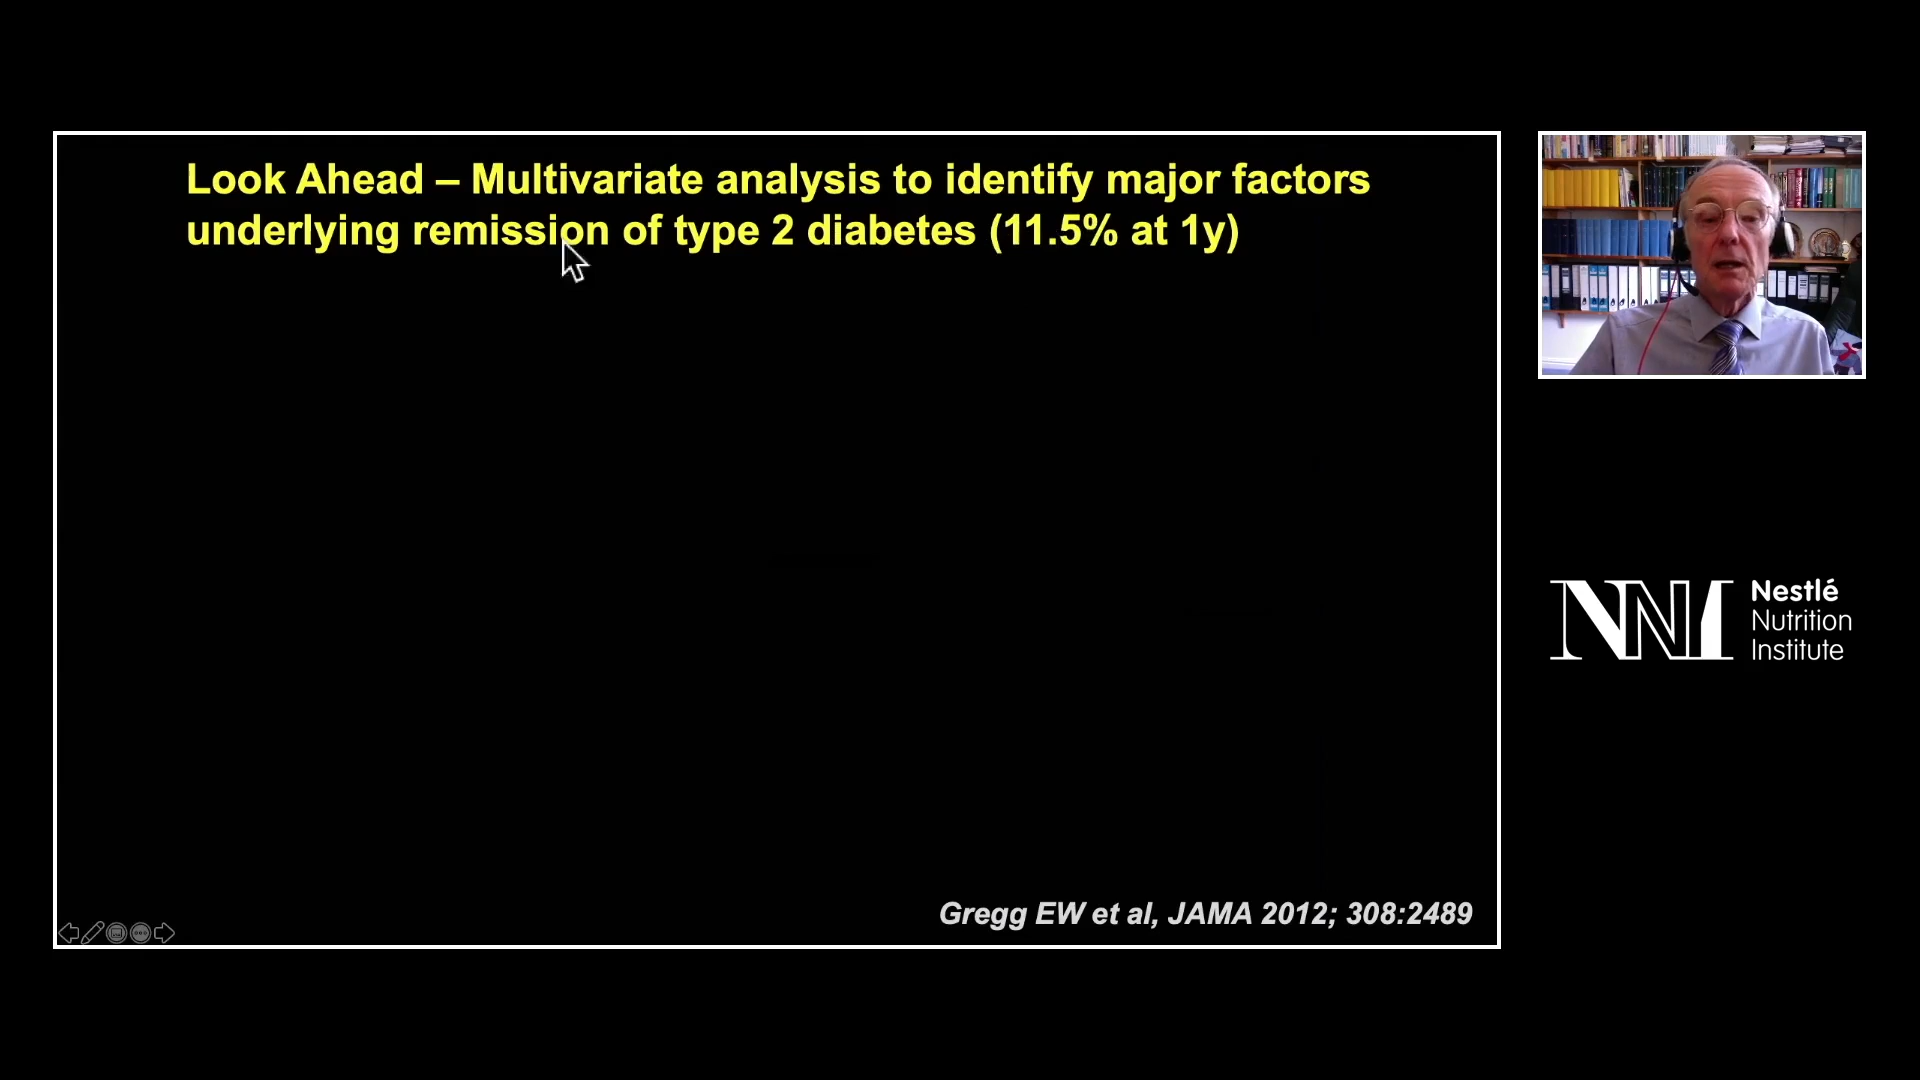 Look Ahead – Multivariate analysis to identify major factors
underlying remission of type 2 diabetes (11.5% at 1y)
Gregg EW et al, JAMA 2012; 308:2489
NNI
Nestlé
Nutrition
Institute